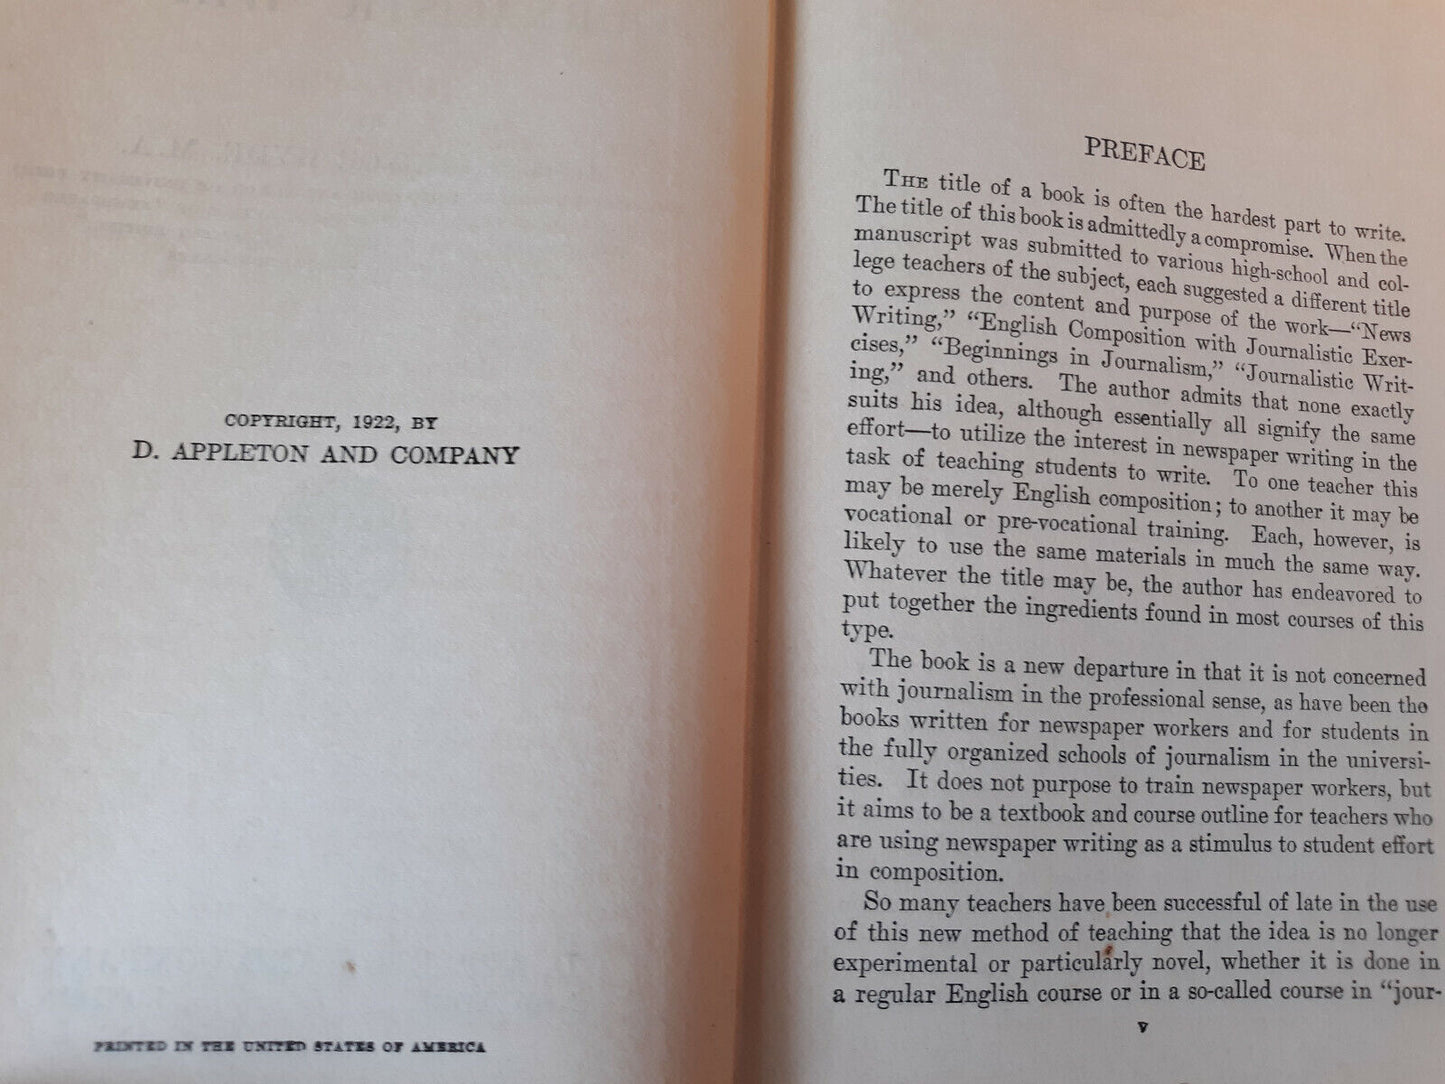 COPYRIGHT, 1922, BY
D. APPLETON AND COMPANY
PRINTED IN THE UNITED STATES OF AMERICA
PREFACE
THE title of a book is often the hardest part to write.
The title of this book is admittedly a compromise. When the
manuscript was submitted to various high-school and col-
lege teachers of the subject, each suggested a different title
to express the content and purpose of the work—“News
Writing,” “English Composition with Journalistic Exer-
cises,” “Beginnings in Journalism,” “Journalistic Writ-
ing,” and others. The author admits that none exactly
suits his idea, although essentially all signify the same
effort—to utilize the interest in newspaper writing in the
task of teaching students to write. To one teacher this
may be merely English composition; to another it may be
vocational or pre-vocational training. Each, however, is
likely to use the same materials in much the same way.
Whatever the title may be, the author has endeavored to
put together the ingredients found in most courses of this
type.
The book is a new departure in that it is not concerned
with journalism in the professional sense, as have been the
books written for newspaper workers and for students in
the fully organized schools of journalism in the universi-
ties. It does not purpose to train newspaper workers, but
it aims to be a textbook and course outline for teachers who
are using newspaper writing as a stimulus to student effort
in composition.
So many teachers have been successful of late in the use
of this new method of teaching that the idea is no longer
experimental or particularly novel, whether it is done in
a regular English course or in a so-called course in “jour-
v